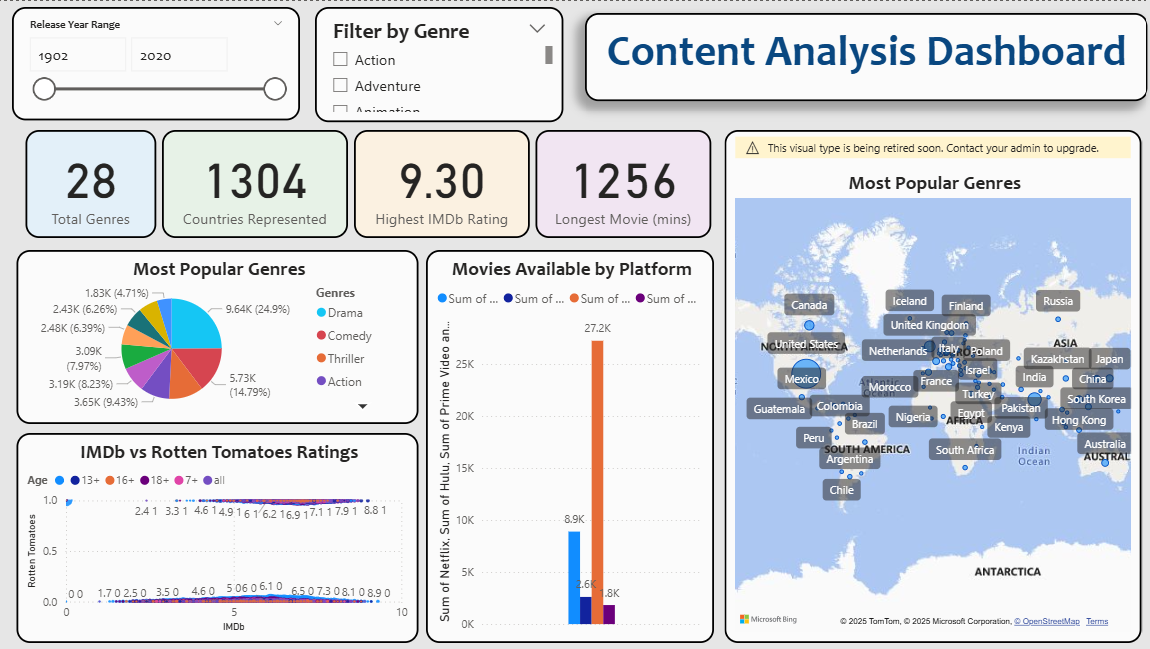 Release Year Range
1902
2020
Filter by Genre
Action
Adventure
Animation
Content Analysis Dashboard
28
Total Genres
1304
Countries Represented
9.30
Highest IMDb Rating
1256
Longest Movie (mins)
Most Popular Genres
1.83K (4.71%)
2.43K (6.26%)
2.48K (6.39%)
3.09K
(7.97%)
3.19K (8.23%)
3.65K (9.43%)
9.64K (24.9%)
5.73K
(14.79%)
Genres
Drama
Comedy
Thriller
Action
IMDb vs Rotten Tomatoes Ratings
Age
13+
16+
18+
7+
all
Rotten Tomatoes
1.0
2.4 1
3.3 1
4.6 1
4.9 1
6 1
6.2 1
6.9 1
7.1 1
7.9 1
8.8 1
0.5
0 0
1.7 0
2.5 0
3.5 0
4.6 0
5 0
6 0
6.1 0
6.5 0
7.3 0
8.1 0
8.9 0
0.0
0
5
10
IMDb
Movies Available by Platform
Sum of ...
Sum of ...
Sum of ...
Sum of ...
Sum of Netflix, Sum of Hulu, Sum of Prime Video an...
25K
20K
15K
10K
5K
0K
8.9K
2.6K
27.2K
1.8K
This visual type is being retired soon. Contact your admin to upgrade.
Most Popular Genres
Canada
Iceland
Finland
Russia
United Kingdom
United States
Netherlands
Italy
Poland
ASIA
Kazakhstan
Japan
Mexico
Morocco
France
Israel
India
China
Atlantic
Ocean
Turkey
South Korea
Guatemala
Colombia
Nigeria
Egypt
Pakistan
Hong Kong
Brazil
AFRICA
Kenya
Peru
SOUTH AMERICA
South Africa
Indian
Ocean
Australia
Argentina
AUSTRAL
Chile
ANTARCTICA
Microsoft Bing
© 2025 TomTom, © 2025 Microsoft Corporation, © OpenStreetMap Terms